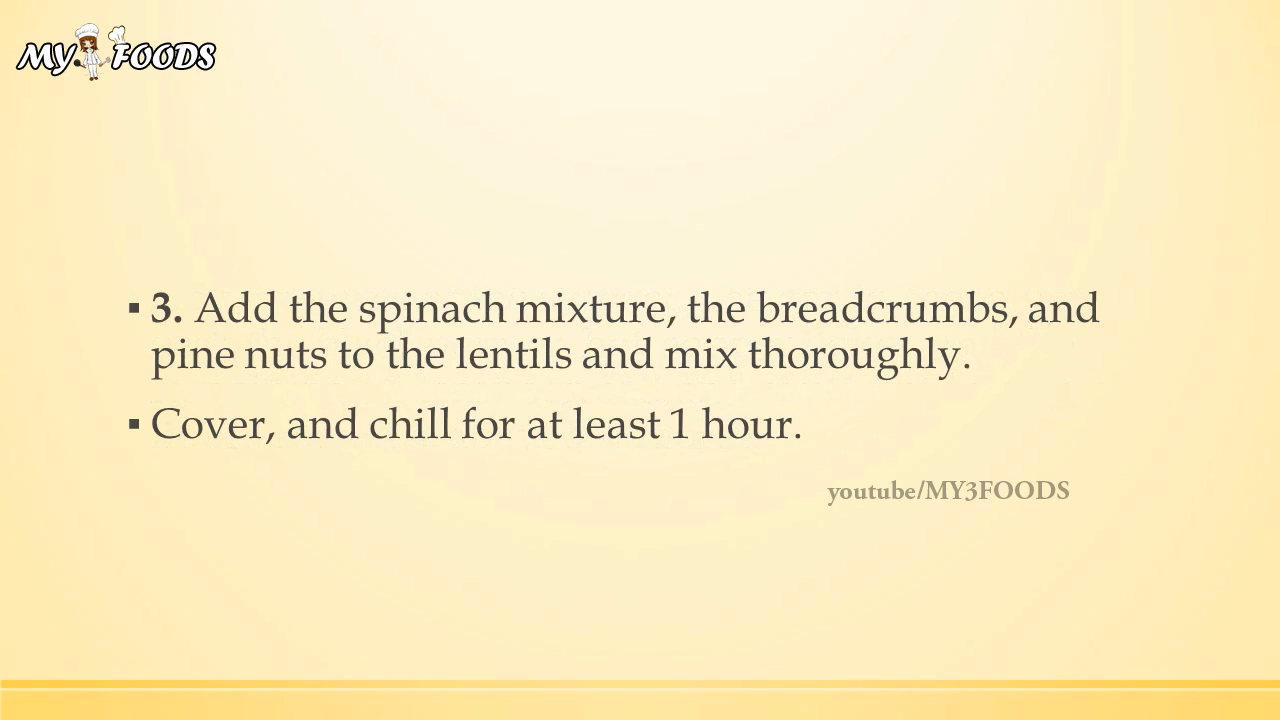 MY FOODS
▪ 3. Add the spinach mixture, the breadcrumbs, and
pine nuts to the lentils and mix thoroughly.
▪ Cover, and chill for at least 1 hour.
youtube/MY3FOODS